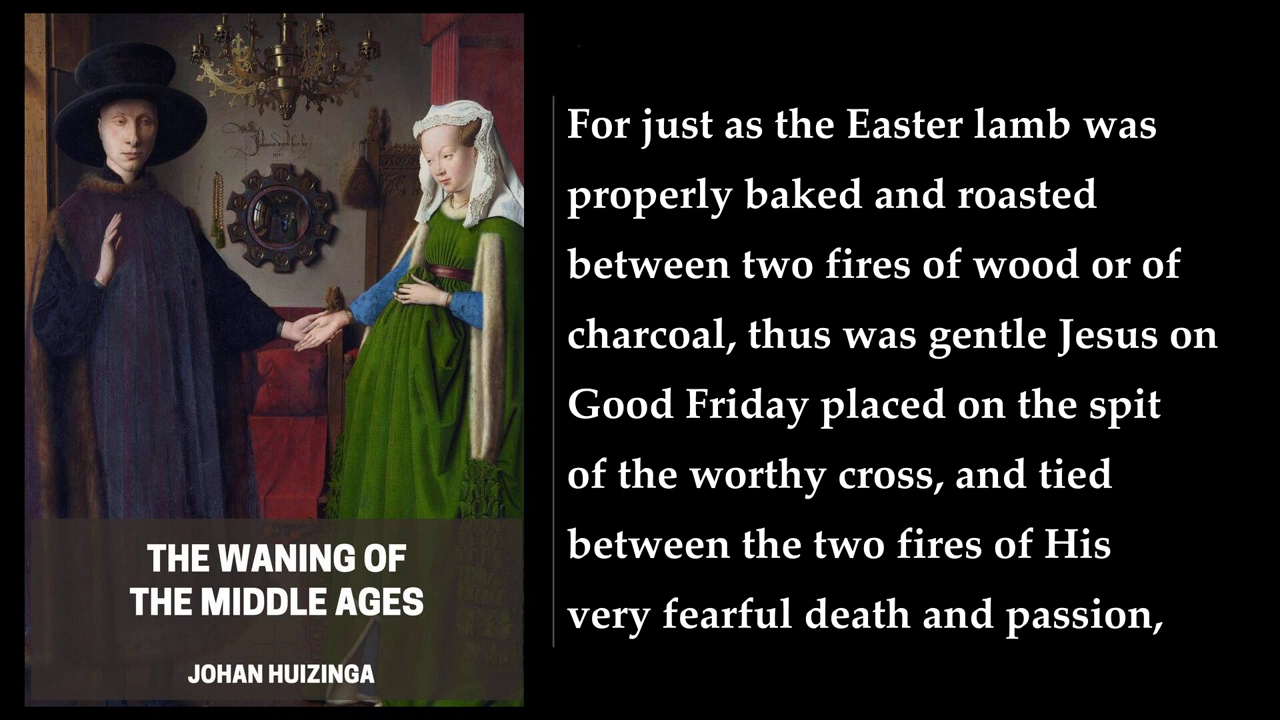 THE WANING OF
THE MIDDLE AGES
JOHAN HUIZINGA
For just as the Easter lamb was
properly baked and roasted
between two fires of wood or of
charcoal, thus was gentle Jesus on
Good Friday placed on the spit
of the worthy cross, and tied
between the two fires of His
very fearful death and passion,